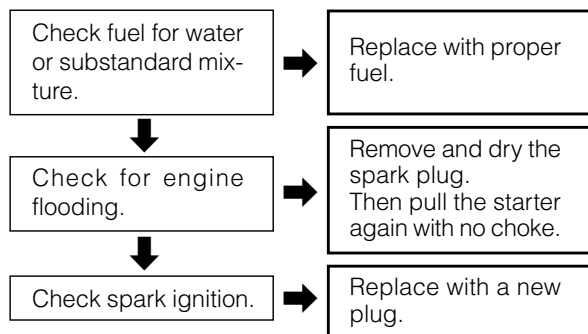 Check fuel for water
or substandard mix-
ture.
Replace with proper
fuel.
Check for engine
flooding.
Remove and dry the
spark plug.
Then pull the starter
again with no choke.
Check spark ignition.
Replace with a new
plug.